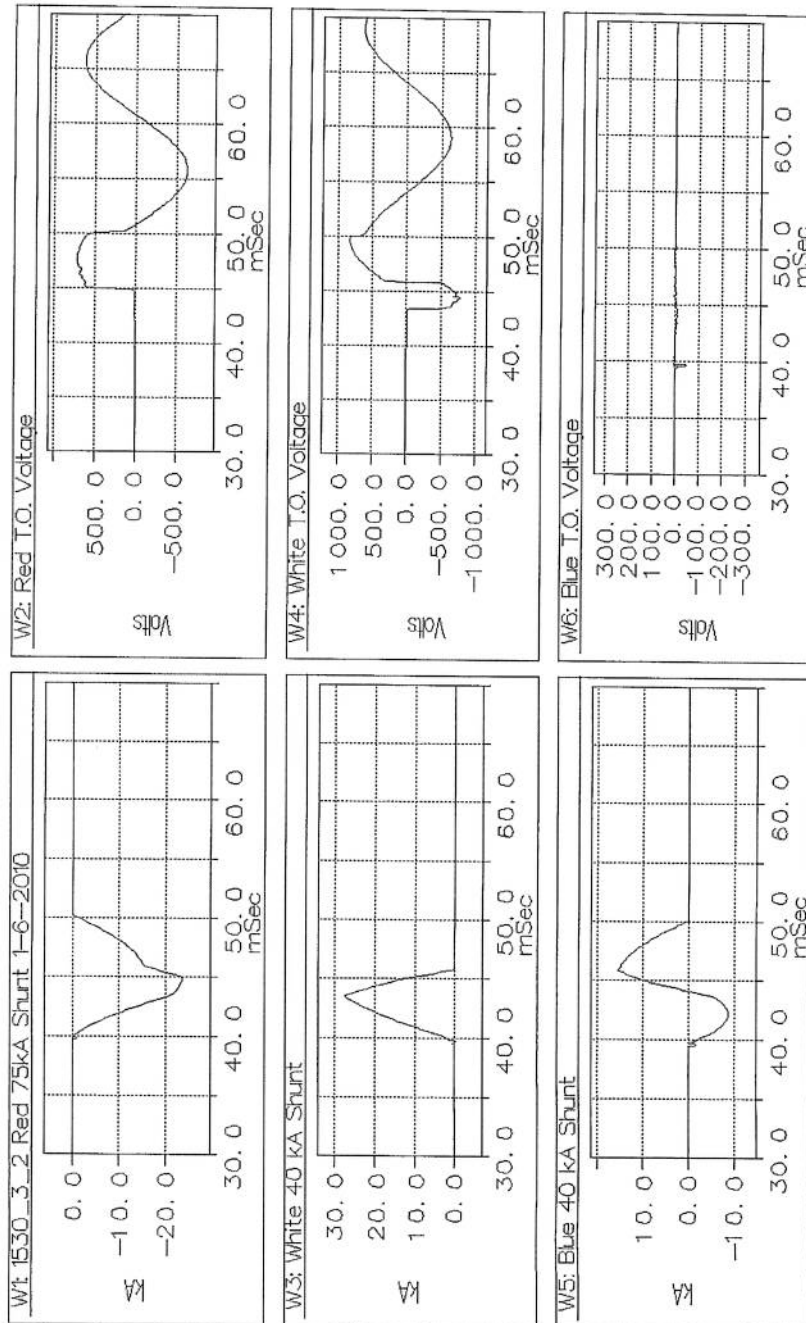 W1: 1530_3_2 Red 75kA Shunt 1-6-2010
kA
0. 0
-10. 0
-20. 0
30. 0
40. 0
50. 0
60. 0
mSec
W2: Red T.O. Voltage
Volts
500. 0
0. 0
-500. 0
30. 0
40. 0
50. 0
60. 0
mSec
W3: White 40 kA Shunt
kA
30. 0
20. 0
10. 0
0. 0
30. 0
40. 0
50. 0
60. 0
mSec
W4: White T.O. Voltage
Volts
1000. 0
500. 0
0. 0
-500. 0
-1000. 0
30. 0
40. 0
50. 0
60. 0
mSec
W5: Blue 40 kA Shunt
kA
10. 0
0. 0
-10. 0
30. 0
40. 0
50. 0
60. 0
mSec
W6: Blue T.O. Voltage
Volts
300. 0
200. 0
100. 0
0. 0
-100. 0
-200. 0
-300. 0
30. 0
40. 0
50. 0
60. 0
mSec